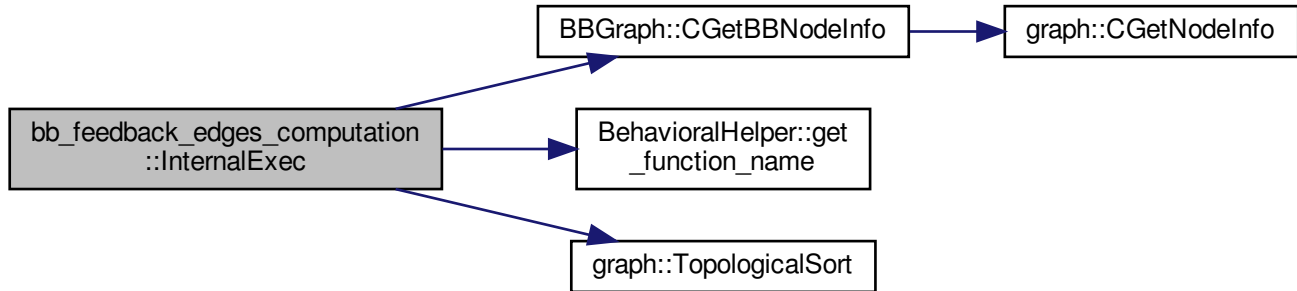 BBGraph::CGetBBNodeInfo
graph::CGetNodeInfo
bb_feedback_edges_computation
::InternalExec
BehavioralHelper::get
_function_name
graph::TopologicalSort